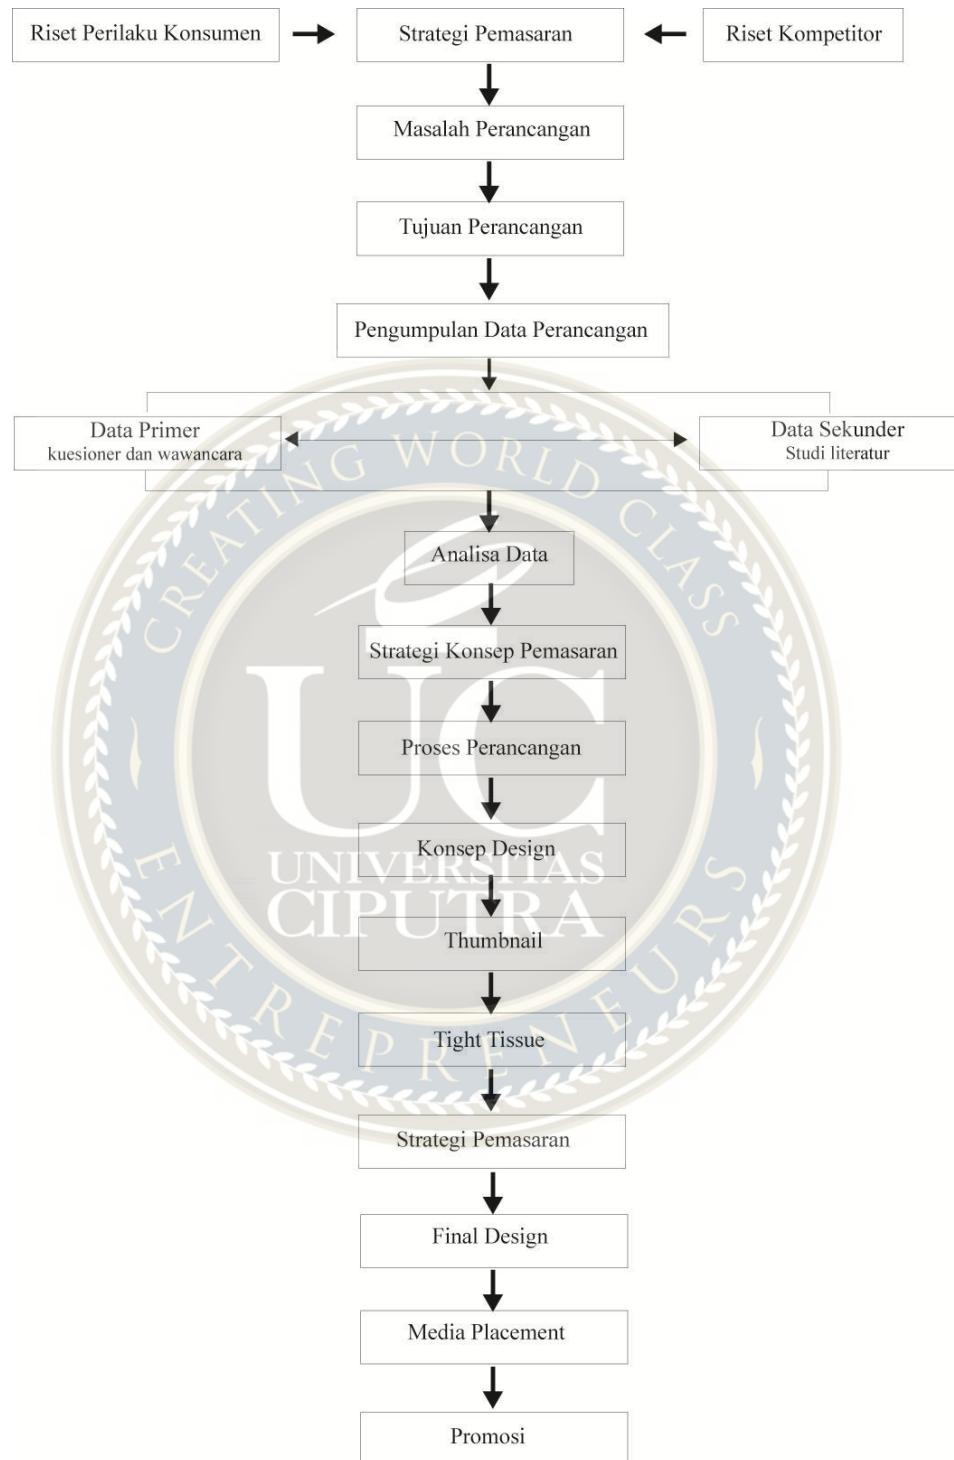 Riset Perilaku Konsumen
Strategi Pemasaran
Riset Kompetitor
Masalah Perancangan
Tujuan Perancangan
Pengumpulan Data Perancangan
Data Primer
kuesioner dan wawancara
Data Sekunder
Studi literatur
CREATING WORLD CLASS
Analisa Data
Strategi Konsep Pemasaran
Proses Perancangan
UC
Konsep Design
UNIVERSITAS
CIPUTRA
Thumbnail
ENTREPRENEURS
Tight Tissue
Strategi Pemasaran
Final Design
Media Placement
Promosi